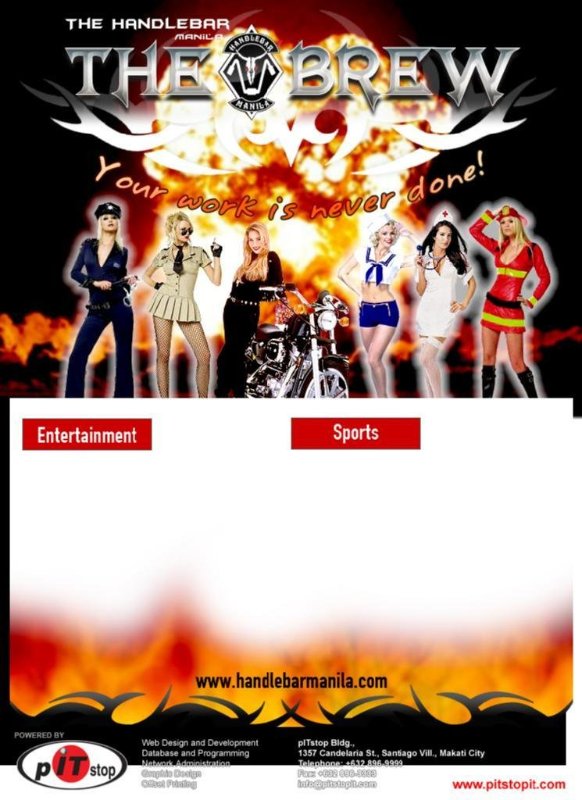 THE HANDLEBAR
MANILA
THE BREW
HANDLEBAR
MANILA
Your work is never done!
Entertainment
Sports
www.handlebarmanila.com
POWERED BY
pITstop
Web Design and Development
Database and Programming
Network Administration
Graphic Design
Offset Printing
pITstop Bldg.,
1357 Candelaria St., Santiago Vill., Makati City
Telephone: +632 896-9999
Fax: +632
info@pitstopit.com
www.pitstopit.com